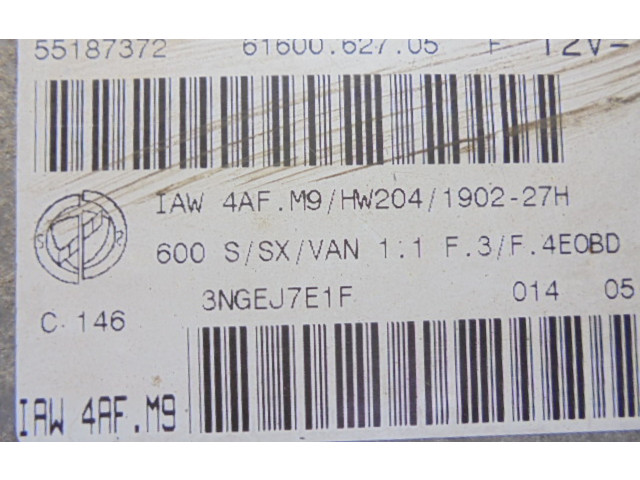 55187372 61600.627.05 F 12V-
IAW 4AF.M9/HW204/1902-27H
S R
600 S/SX/VAN 1:1 F.3/F.4EOBD
3NGEJ7E1F 014 05
C. 146
IAW 4AF.M9